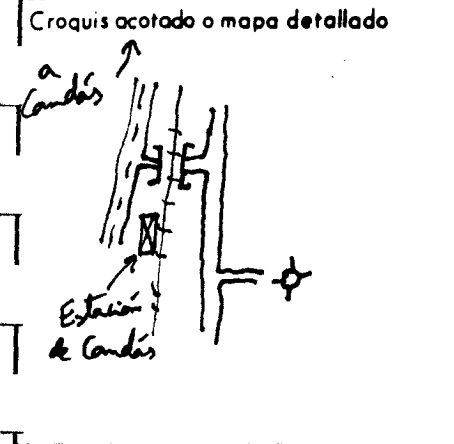 Croquis acotado o mapa detallado
a
Candás
Estación
de Candás